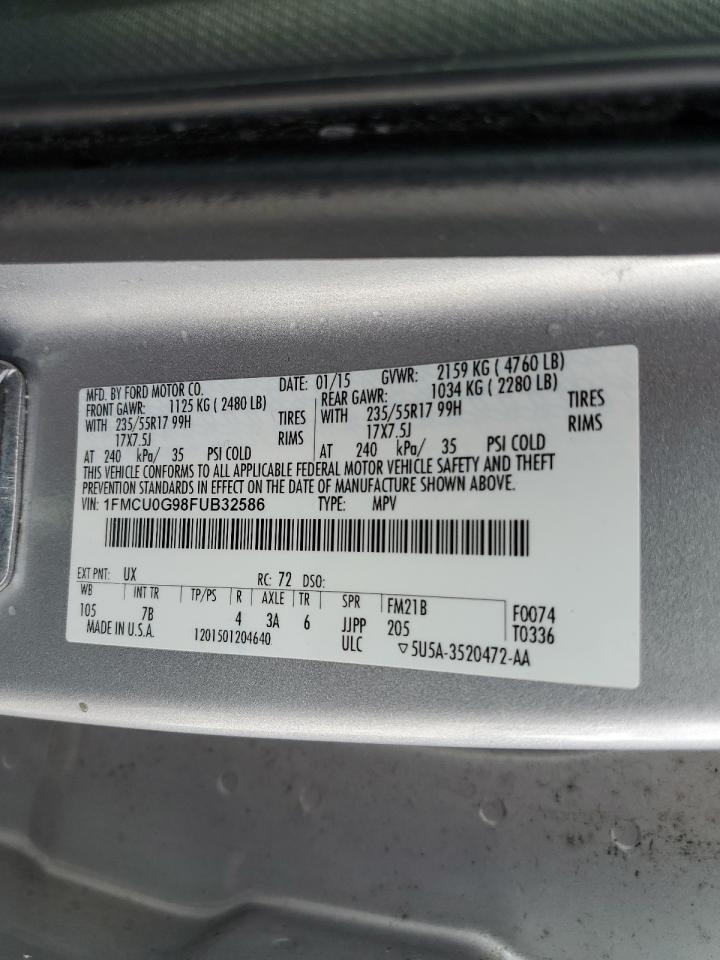 MFD. BY FORD MOTOR CO. DATE: 01/15 GVWR: 2159 KG ( 4760 LB)
FRONT GAWR: 1125 KG ( 2480 LB) REAR GAWR: 1034 KG ( 2280 LB)
WITH 235/55R17 99H TIRES WITH 235/55R17 99H TIRES
17X7.5J RIMS 17X7.5J RIMS
AT 240 kPa/ 35 PSI COLD AT 240 kPa/ 35 PSI COLD
THIS VEHICLE CONFORMS TO ALL APPLICABLE FEDERAL MOTOR VEHICLE SAFETY AND THEFT
PREVENTION STANDARDS IN EFFECT ON THE DATE OF MANUFACTURE SHOWN ABOVE.
VIN: 1FMCU0G98FUB32586 TYPE: MPV
EXT PNT: UX RC: 72 DSO:
WB INT TR TP/PS R AXLE TR SPR FM21B F0074
105 7B 4 3A 6 JJPP 205 T0336
MADE IN U.S.A. 1201501204640 ULC ▽5U5A-3520472-AA